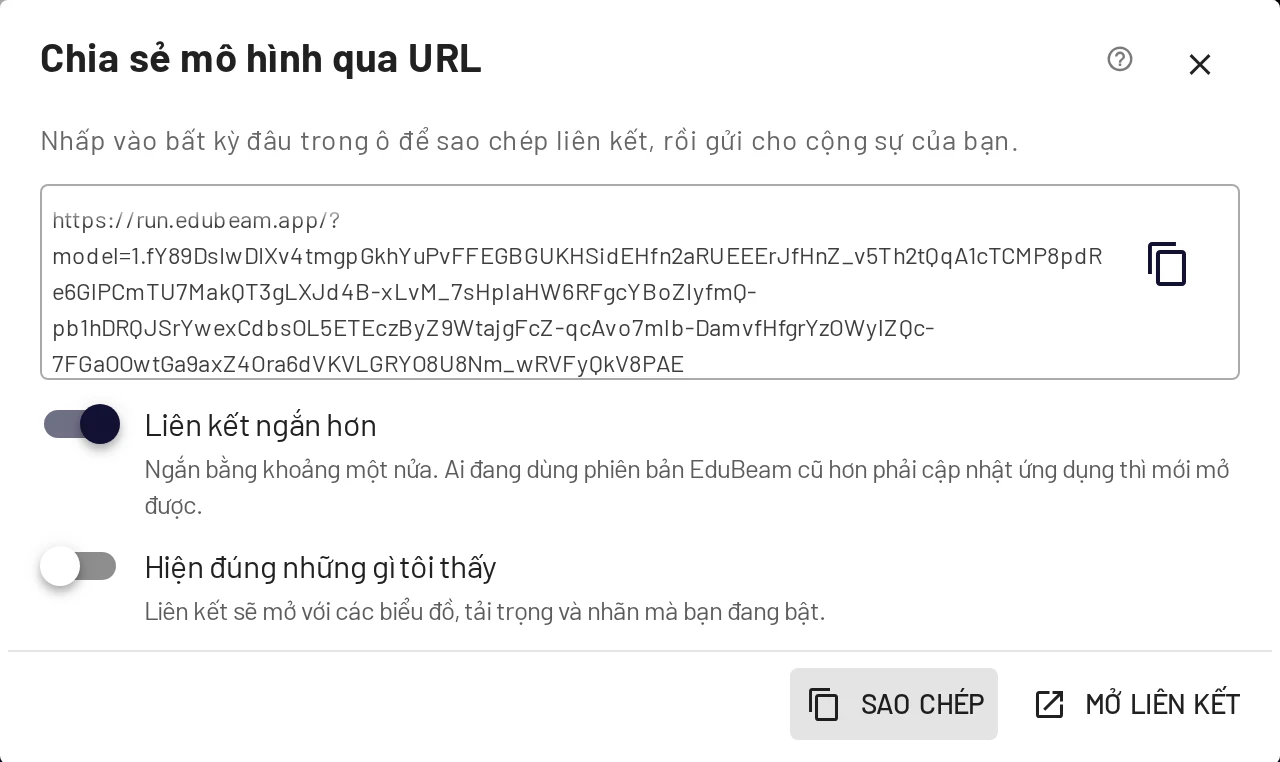 Chia sẻ mô hình qua URL
Nhấp vào bất kỳ đâu trong ô để sao chép liên kết, rồi gửi cho cộng sự của bạn.
https://run.edubeam.app/?
model=1.fY89DsIwDIXv4tmgpGkhYuPvFFEGBGUKHSidEHfn2aRUEEErJfHnZ_v5Th2tQqA1cTCMP8pdR
e6GlPCmTU7MakQT3gLXJd4B-xLvM_7sHplaHW6RFgcYBoZIyfmQ-
pb1hDRQJSrYwexCdbsOL5ETEczByZ9WtajgFcZ-qcAvo7mlb-DamvfHfgrYzOWylZQc-
7FGaOOwtGa9axZ4Ora6dVKVLGRYO8U8Nm_wRVFyQkV8PAE
Liên kết ngắn hơn
Ngắn bằng khoảng một nửa. Ai đang dùng phiên bản EduBeam cũ hơn phải cập nhật ứng dụng thì mới mở
được.
Hiện đúng những gì tôi thấy
Liên kết sẽ mở với các biểu đồ, tải trọng và nhãn mà bạn đang bật.
SAO CHÉP
MỞ LIÊN KẾT